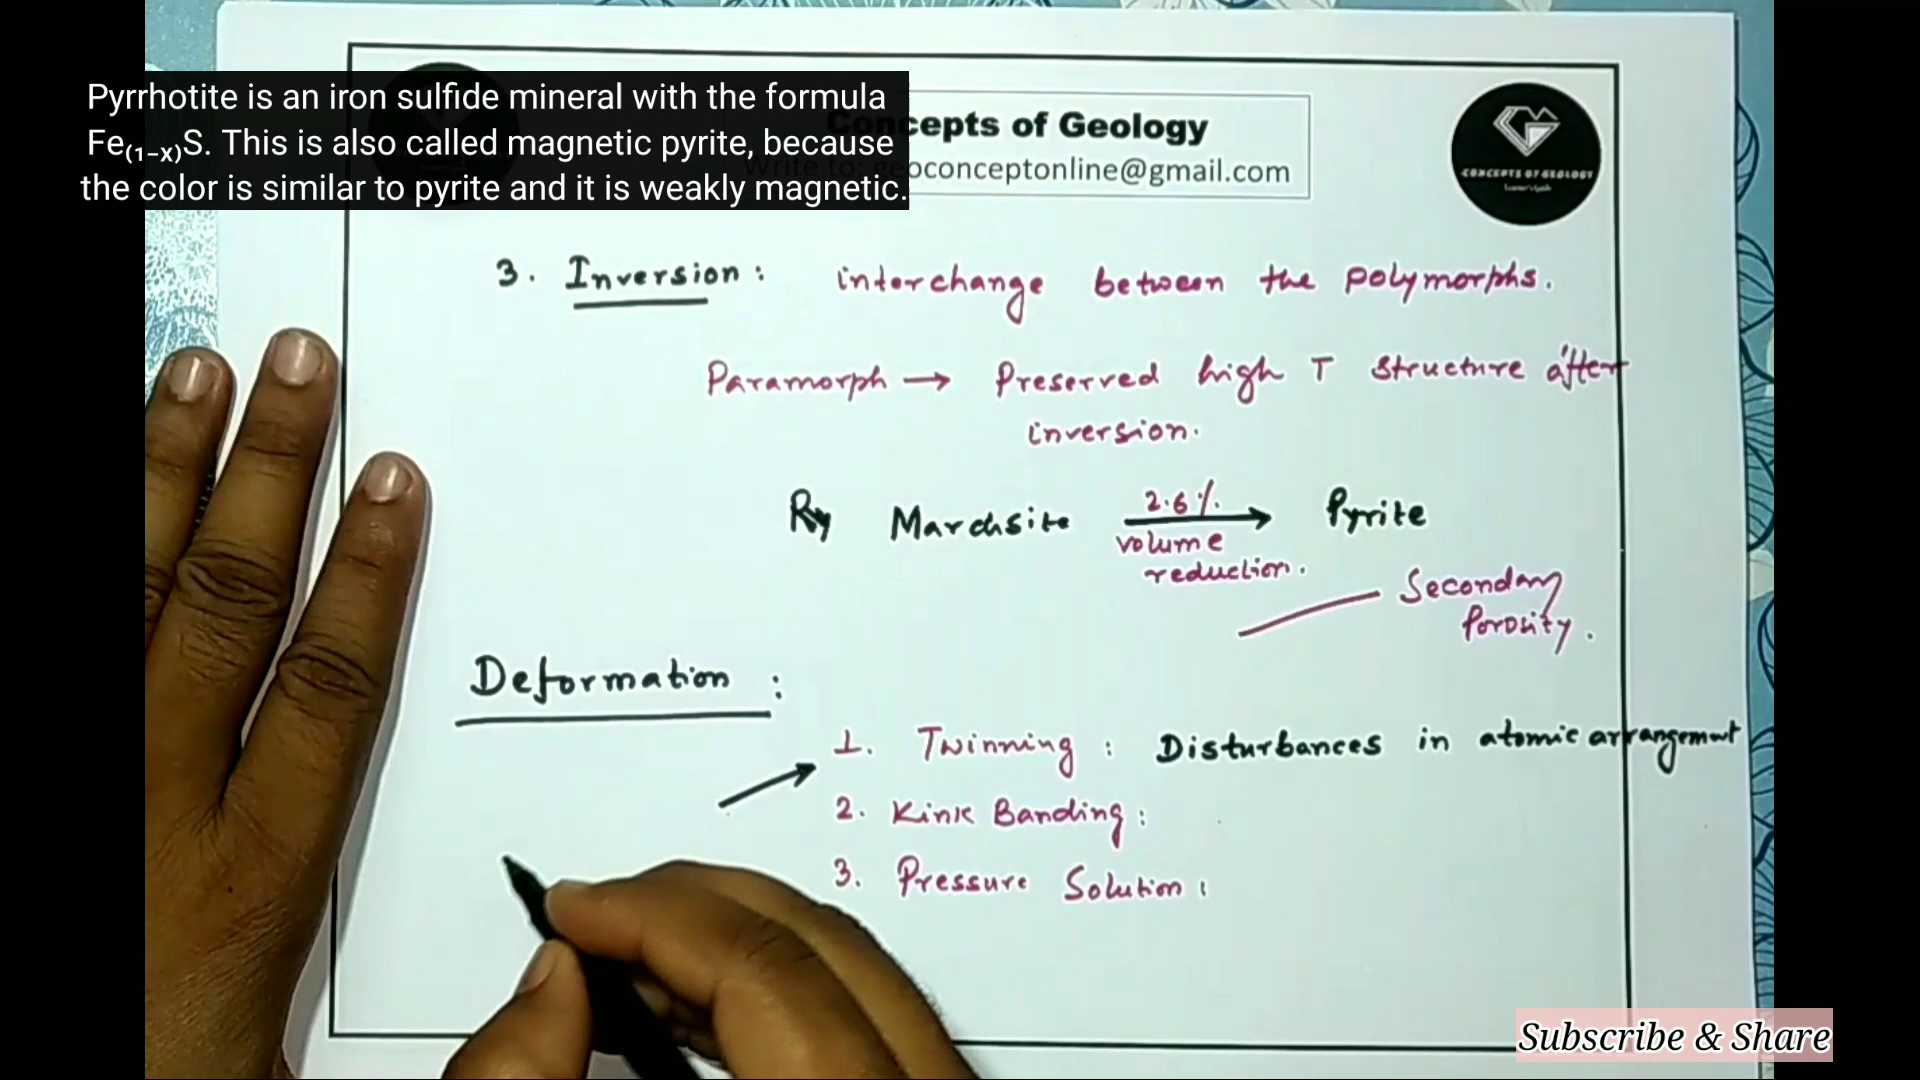 Pyrrhotite is an iron sulfide mineral with the formula
Fe₍₁₋ₓ₎S. This is also called magnetic pyrite, because
the color is similar to pyrite and it is weakly magnetic.
Concepts of Geology
Write to: geoconceptonline@gmail.com
CONCEPTS OF GEOLOGY
3. Inversion: interchange between the polymorphs.
Paramorph → Preserved high T Structure after
inversion.
2.6%
Marcasite → Pyrite
volume
reduction.
Secondary
Porosity.
Deformation:
1. Twinning: Disturbances in atomic arrangement
2. Kink Banding:
3. Pressure Solution:
Subscribe & Share